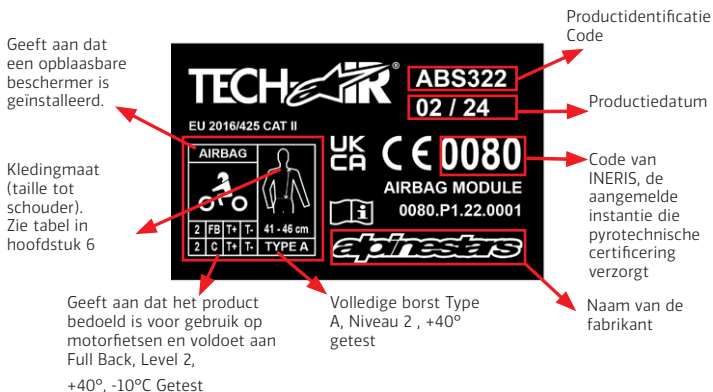 Productidentificatie
Code
Geeft aan dat
een opblaasbare
beschermer is
geïnstalleerd.
TECH-AIR®
ABS322
02 / 24
Productiedatum
EU 2016/425 CAT II
AIRBAG
UK
CA
CE 0080
Kledingmaat
(taille tot
schouder).
Zie tabel in
hoofdstuk 6
AIRBAG MODULE
0080.P1.22.0001
i
Code van
INERIS, de
aangemelde
instantie die
pyrotechnische
certificering
verzorgt
2 FB T+ T- 41 - 46 cm
2 C T+ T- TYPE A
alpinestars
Geeft aan dat het product
bedoeld is voor gebruik op
motorfietsen en voldoet aan
Full Back, Level 2,
+40°, -10°C Getest
Volledige borst Type
A, Niveau 2 , +40°
getest
Naam van de
fabrikant